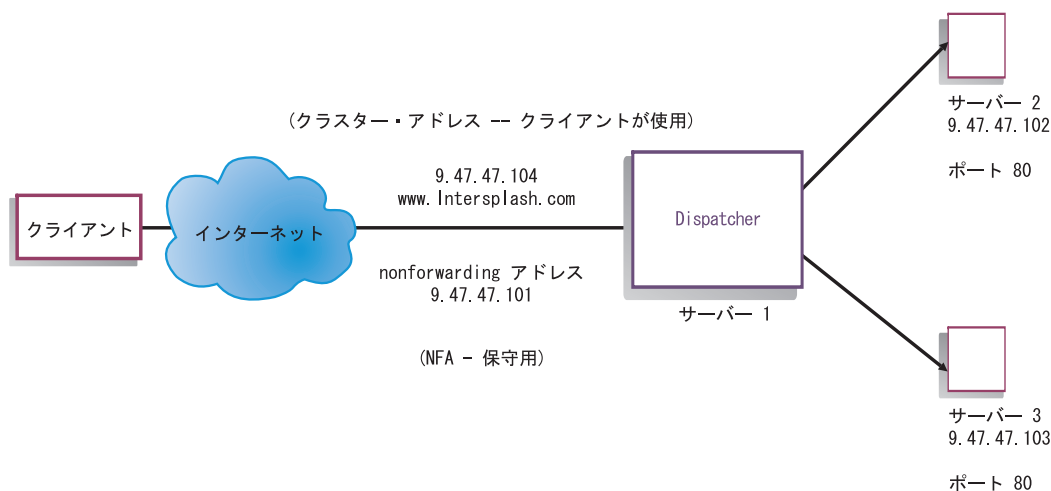 サーバー 2
9.47.47.102
ポート 80
(クラスター・アドレス -- クライアントが使用)
9.47.47.104
www.Intersplash.com
クライアント
インターネット
Dispatcher
nonforwarding アドレス
9.47.47.101
サーバー 1
(NFA - 保守用)
サーバー 3
9.47.47.103
ポート 80